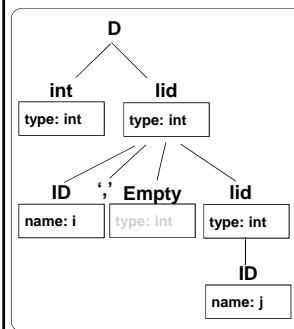 D
int lid
type: int type: int
ID ‘,’ Empty lid
name: i type: int type: int
ID
name: j